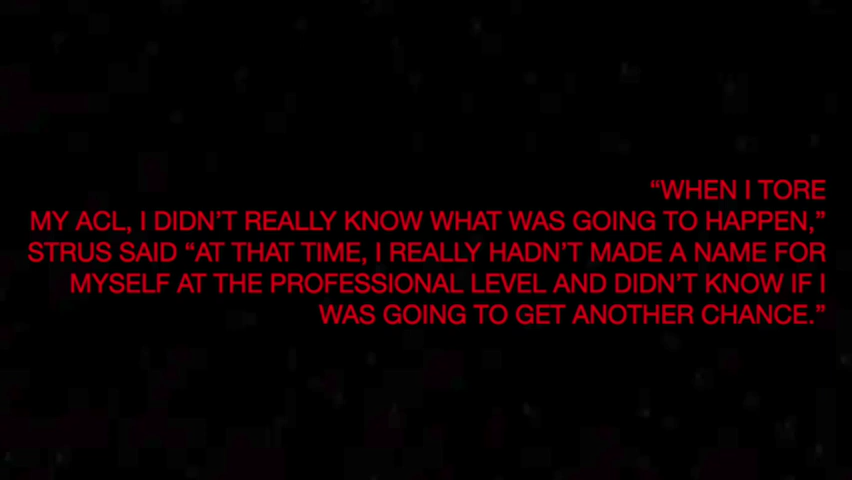 “WHEN I TORE
MY ACL, I DIDN’T REALLY KNOW WHAT WAS GOING TO HAPPEN,”
STRUS SAID “AT THAT TIME, I REALLY HADN’T MADE A NAME FOR
MYSELF AT THE PROFESSIONAL LEVEL AND DIDN’T KNOW IF I
WAS GOING TO GET ANOTHER CHANCE.”